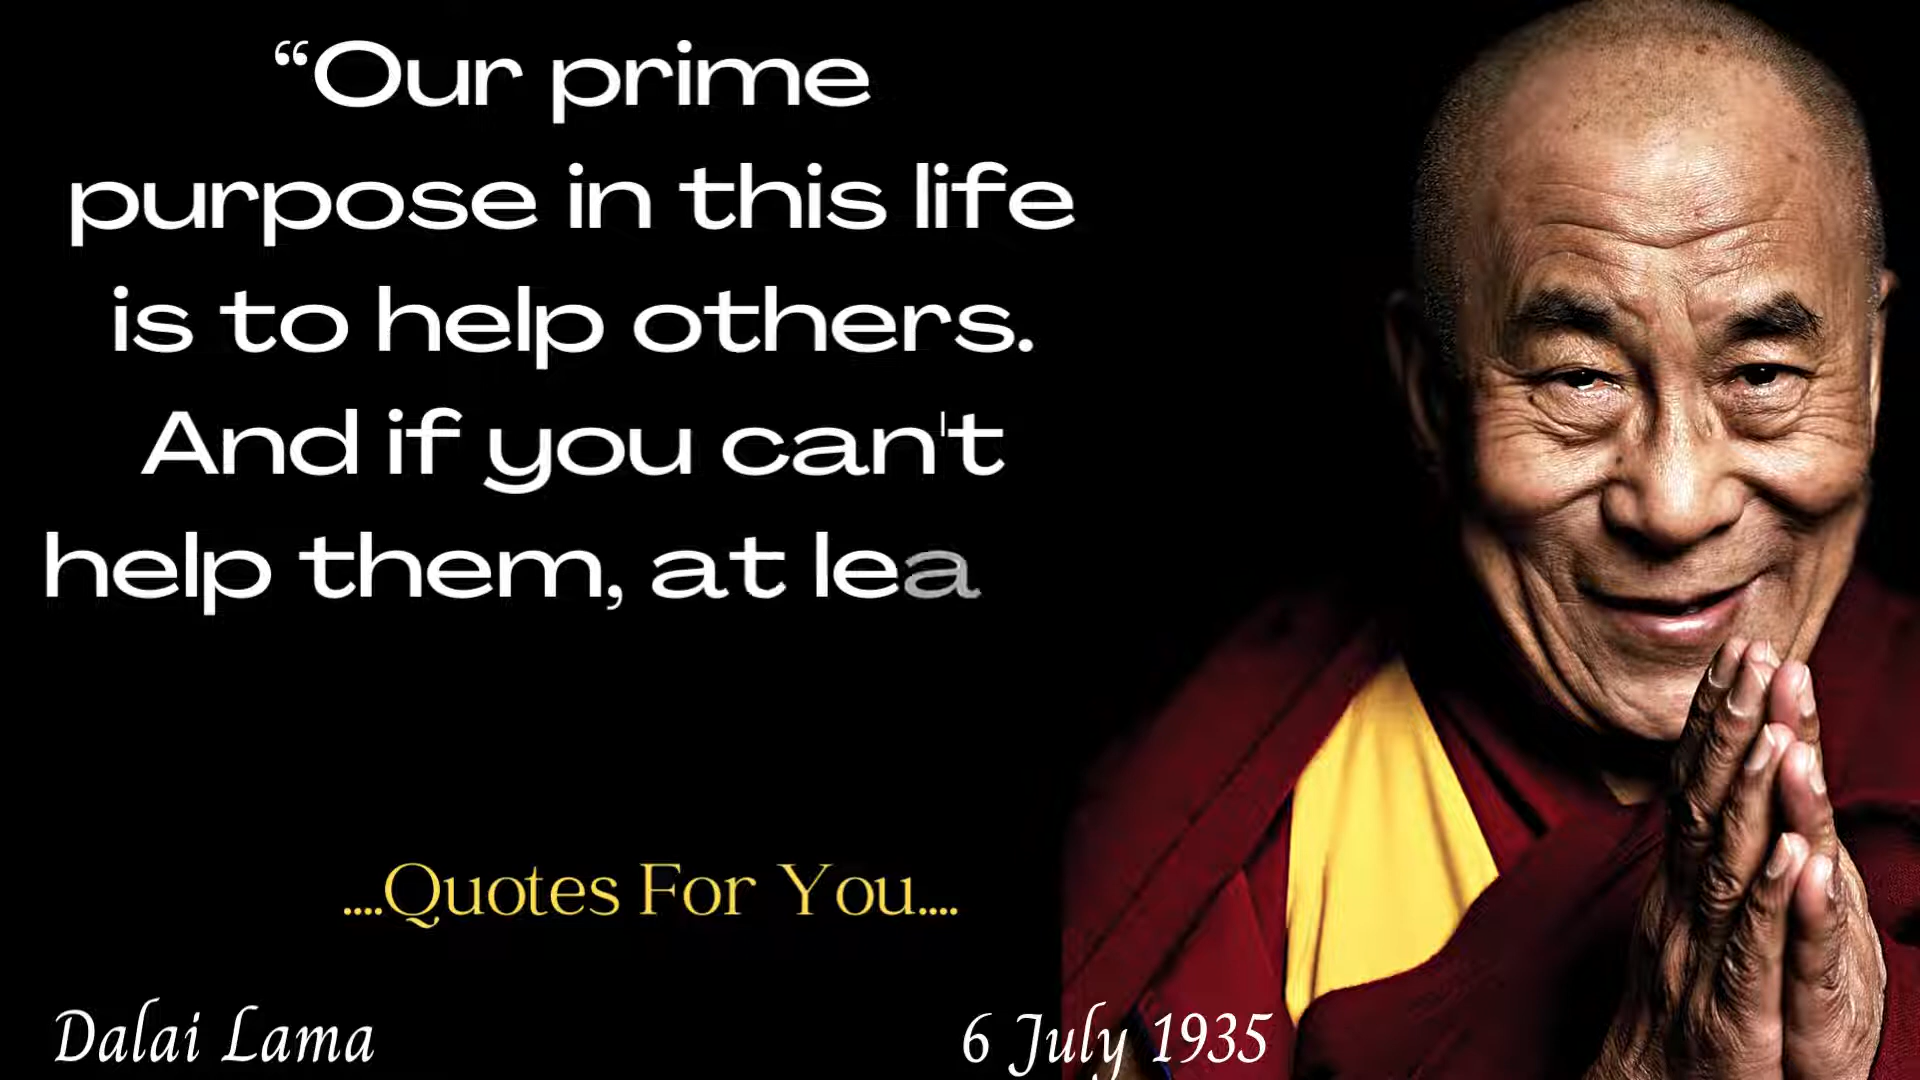 “Our prime
purpose in this life
is to help others.
And if you can't
help them, at lea
....Quotes For You....
Dalai Lama
6 July 1935